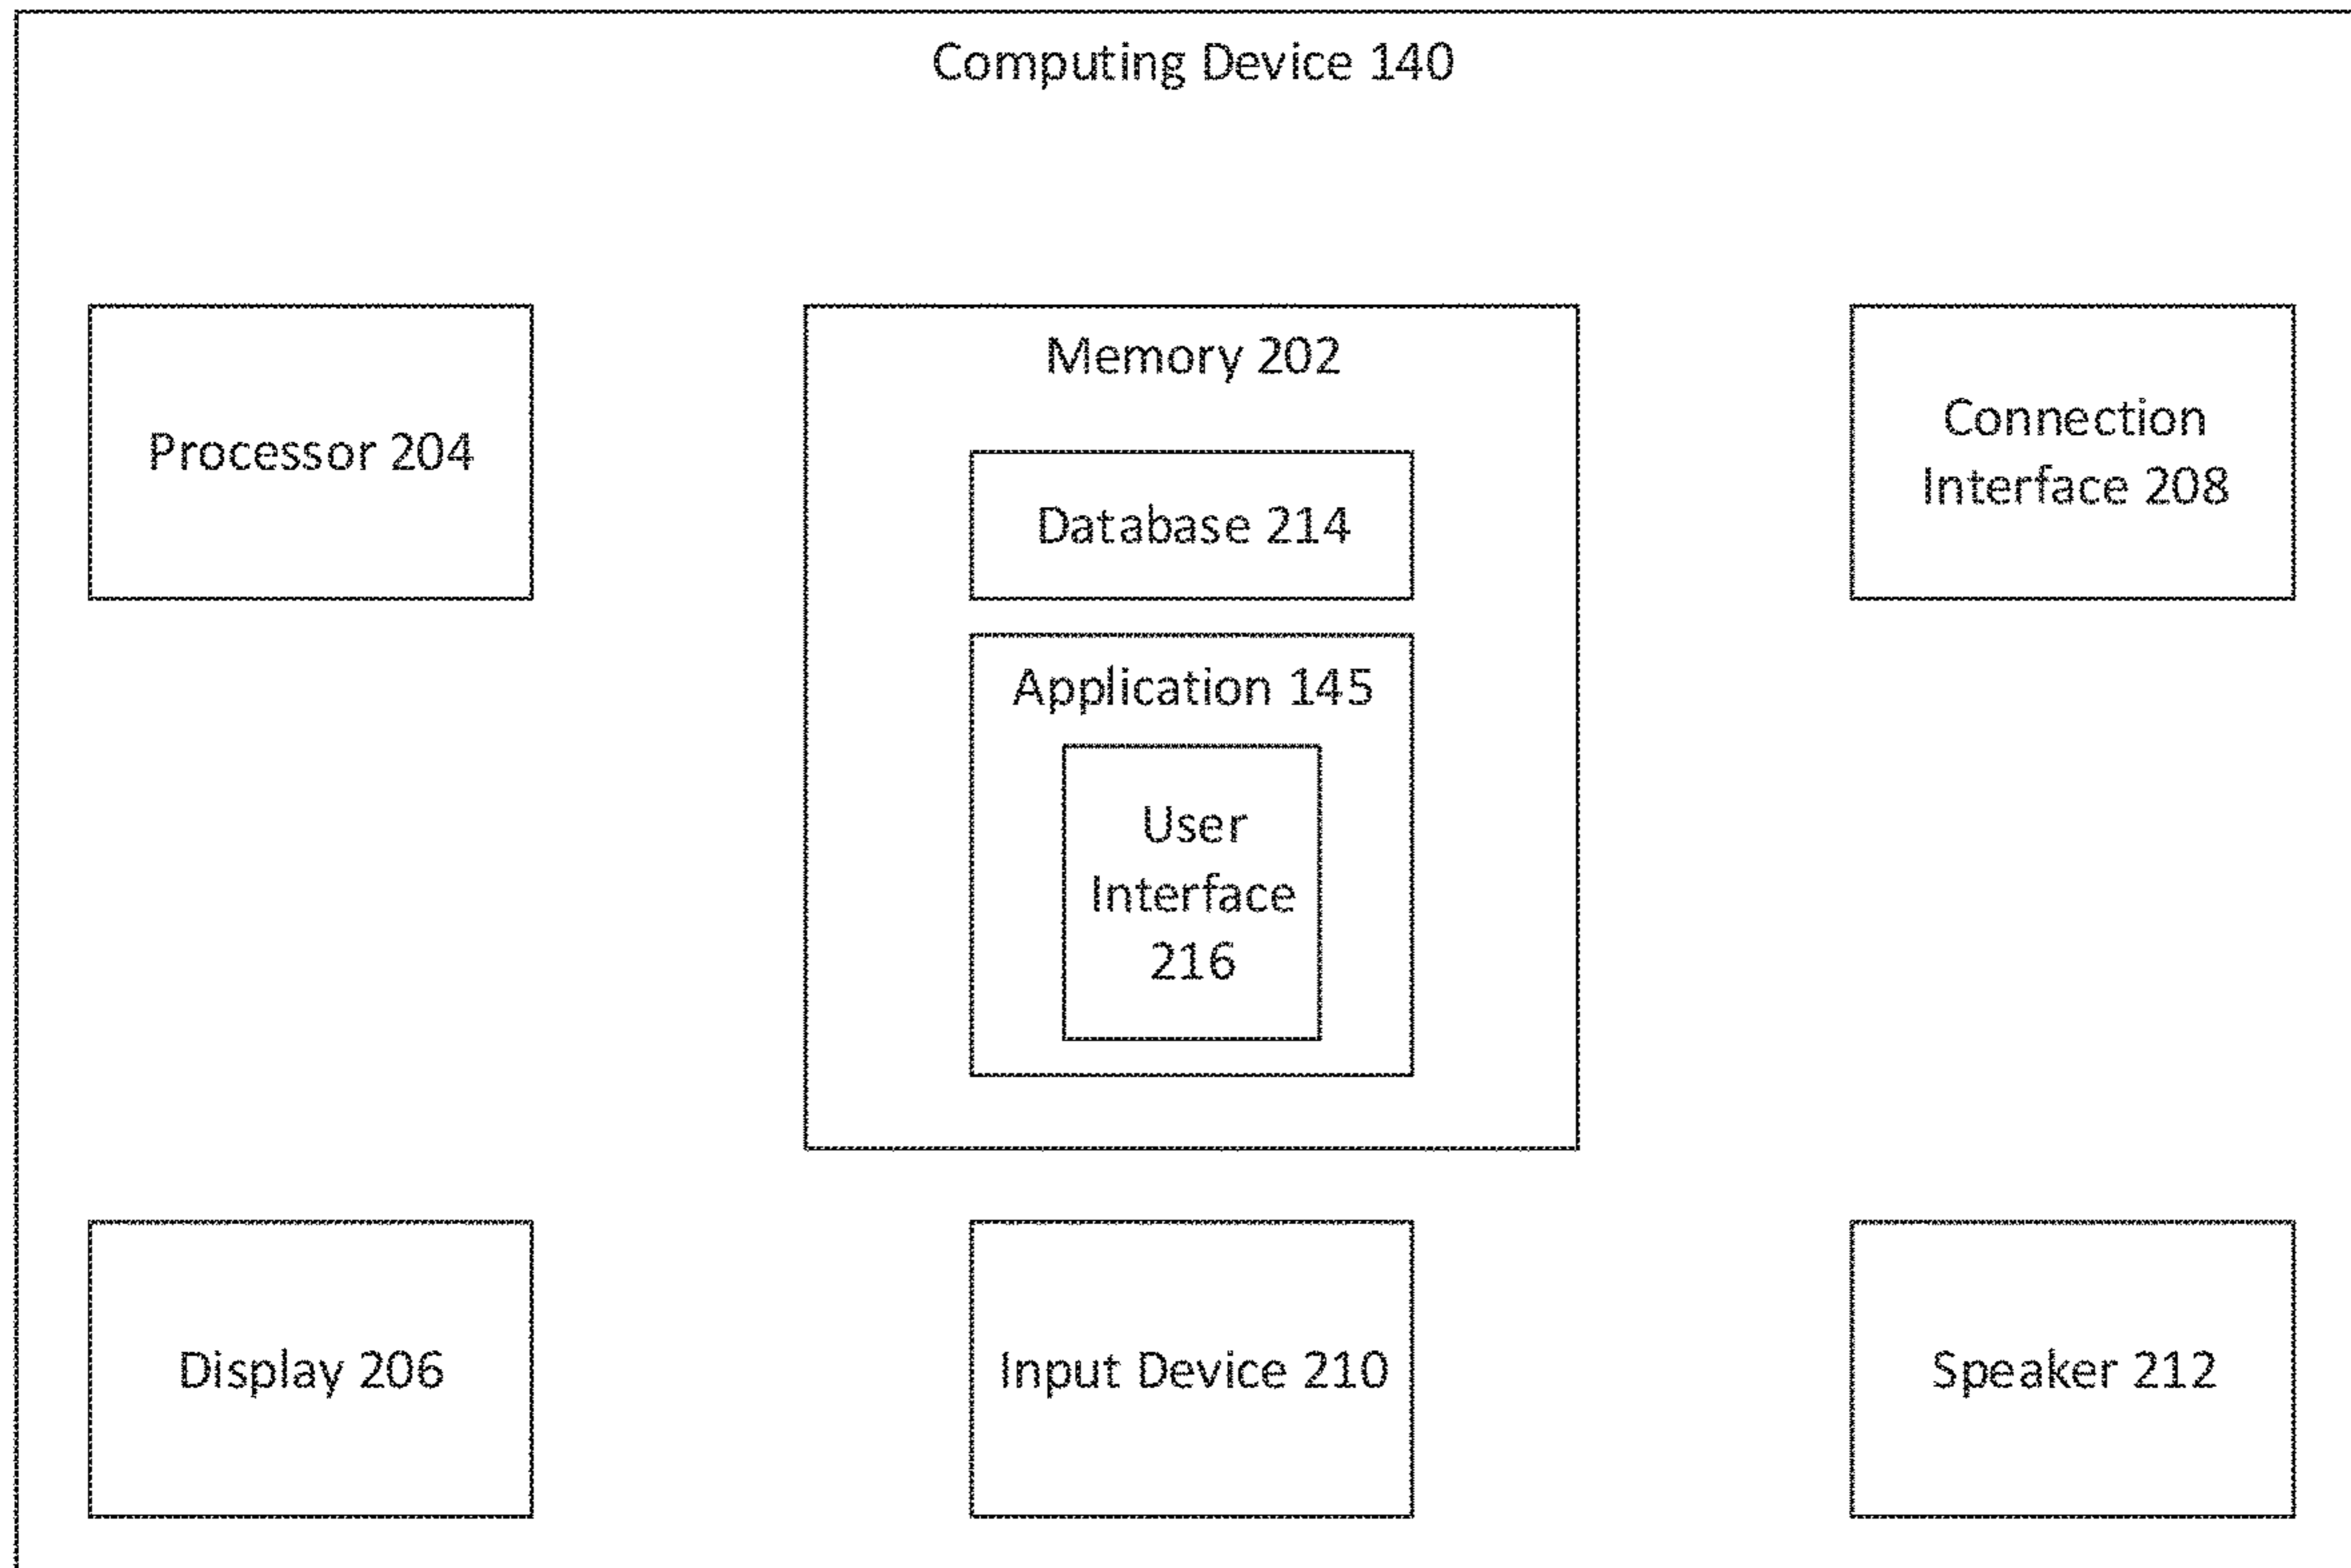 Computing Device 140
Processor 204
Memory 202
Database 214
Application 145
User
Interface
216
Connection
Interface 208
Display 206
Input Device 210
Speaker 212